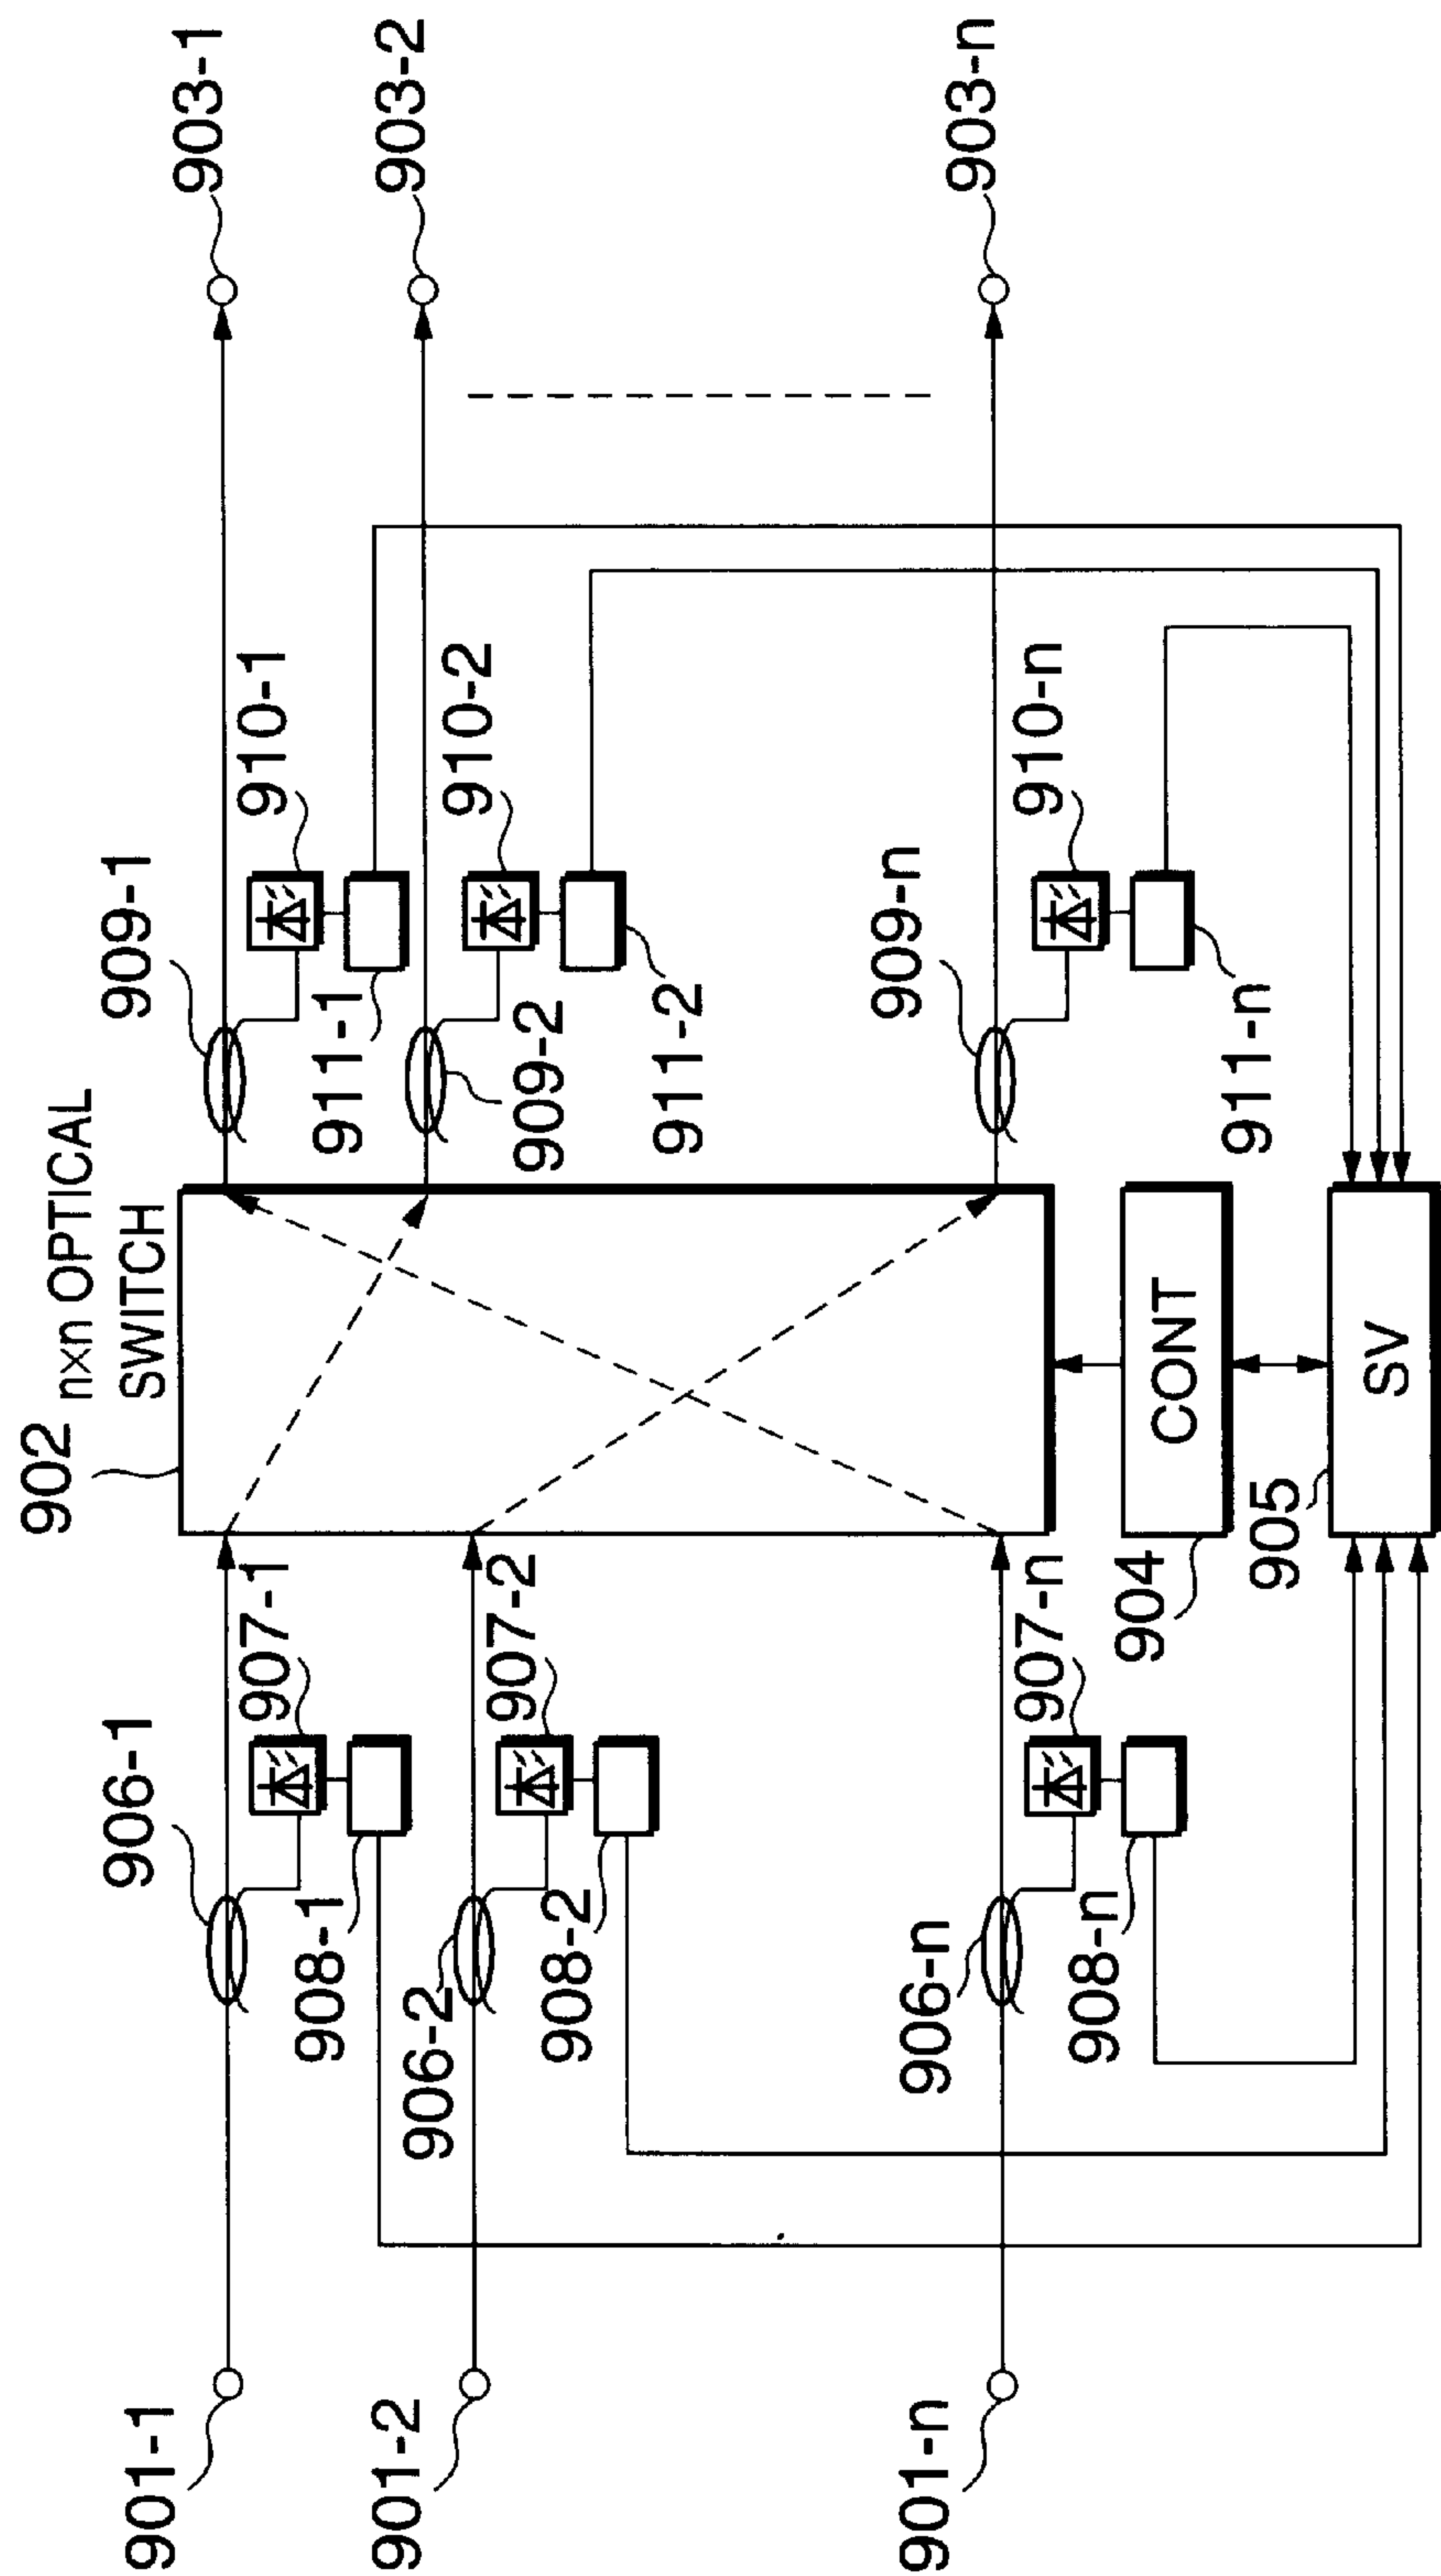 902
n×n OPTICAL
SWITCH
901-1
906-1
907-1
908-1
909-1
910-1
911-1
903-1
901-2
906-2
907-2
908-2
909-2
910-2
911-2
903-2
901-n
906-n
907-n
908-n
909-n
910-n
911-n
903-n
904
CONT
905
SV